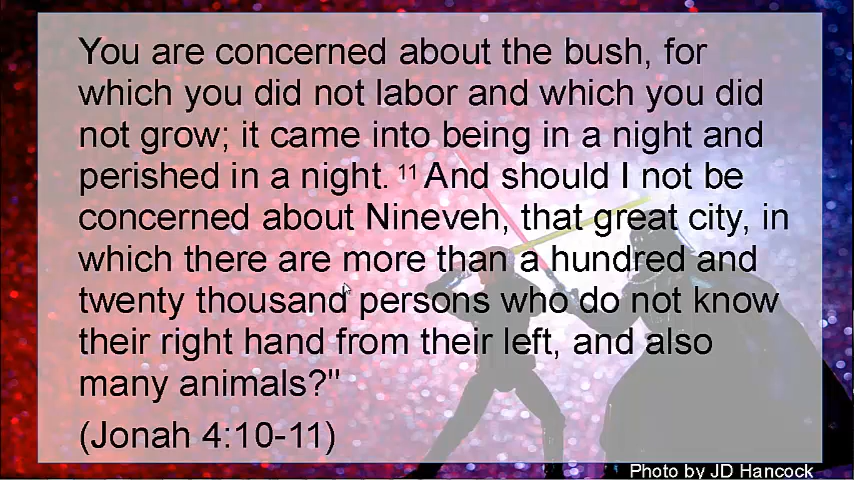 You are concerned about the bush, for
which you did not labor and which you did
not grow; it came into being in a night and
perished in a night. 11 And should I not be
concerned about Nineveh, that great city, in
which there are more than a hundred and
twenty thousand persons who do not know
their right hand from their left, and also
many animals?"
(Jonah 4:10-11)
Photo by JD Hancock